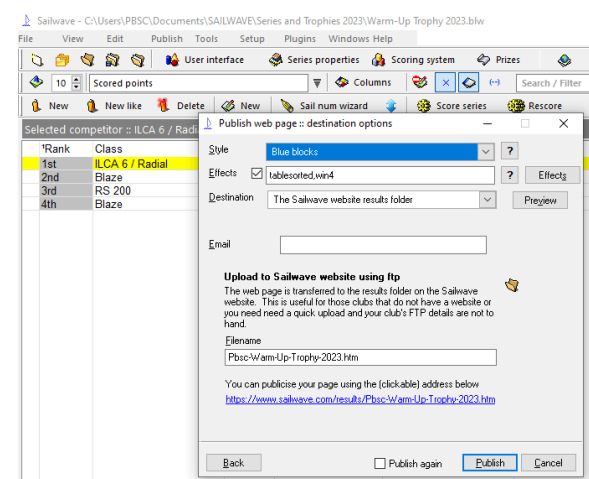 Sailwave - C:\Users\PBSC\Documents\SAILWAVE\Series and Trophies 2023\Warm-Up Trophy 2023.blw
File View Edit Publish Tools Setup Plugins Windows Help
User interface Series properties Scoring system Prizes
10 Scored points Columns Search / Filter
New New like Delete New Sail num wizard Score series Rescore
Selected competitor :: ILCA 6 / Radi
Publish web page :: destination options
'Rank Class
1st ILCA 6 / Radial
2nd Blaze
3rd RS 200
4th Blaze
Style Blue blocks ?
Effects tablesorted,win4 ? Effects
Destination The Sailwave website results folder Preview
Email
Upload to Sailwave website using ftp
The web page is transferred to the results folder on the Sailwave
website. This is useful for those clubs that do not have a website or
you need need a quick upload and your club's FTP details are not to
hand.
Filename
Pbsc-Warm-Up-Trophy-2023.htm
You can publicise your page using the (clickable) address below
https://www.sailwave.com/results/Pbsc-Warm-Up-Trophy-2023.htm
Back Publish again Publish Cancel